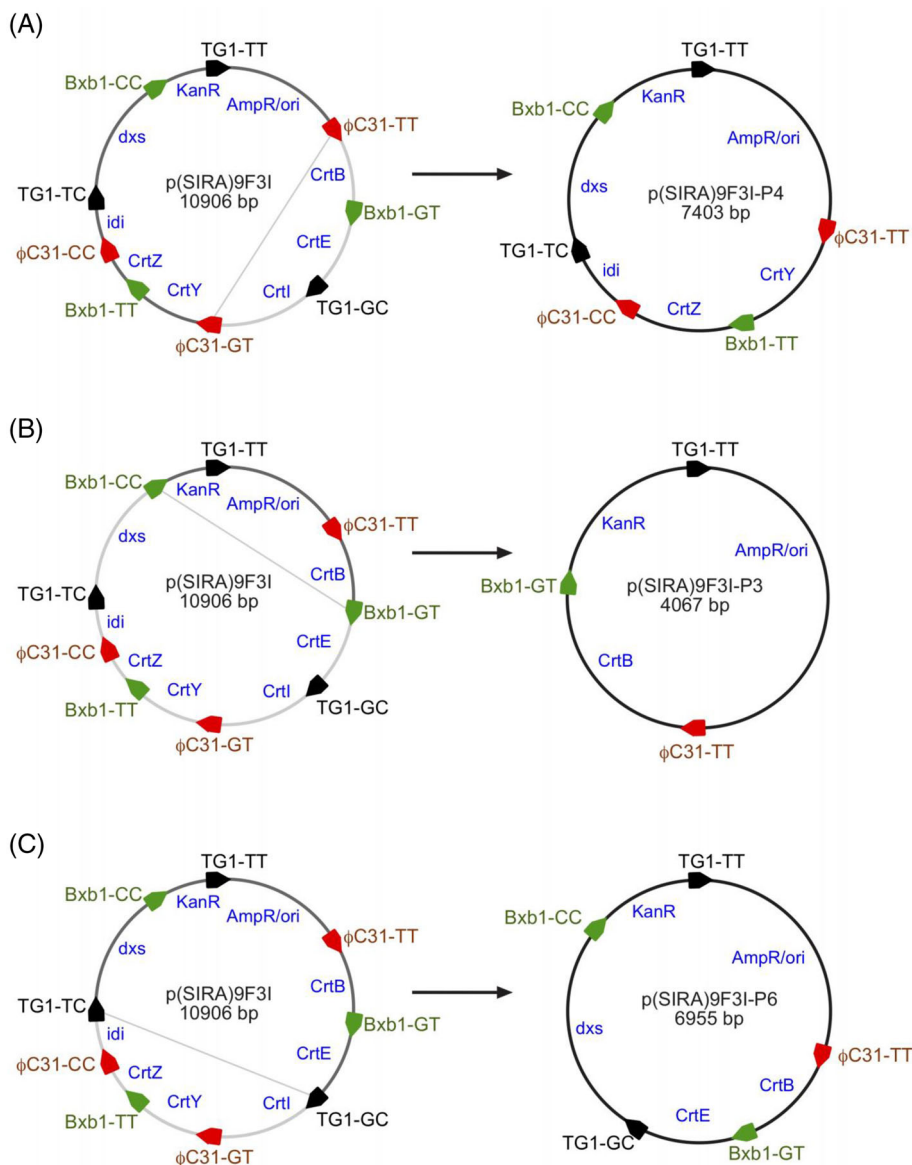 (A)
TG1-TT
Bxb1-CC
KanR
AmpR/ori
ϕC31-TT
dxs
CrtB
p(SIRA)9F3I
10906 bp
TG1-TC
Bxb1-GT
idi
CrtE
ϕC31-CC
CrtZ
CrtI
CrtY
Bxb1-TT
TG1-GC
ϕC31-GT
TG1-TT
KanR
Bxb1-CC
AmpR/ori
dxs
p(SIRA)9F3I-P4
7403 bp
ϕC31-TT
TG1-TC
idi
CrtY
CrtZ
ϕC31-CC
Bxb1-TT
(B)
TG1-TT
Bxb1-CC
KanR
AmpR/ori
ϕC31-TT
dxs
CrtB
p(SIRA)9F3I
10906 bp
TG1-TC
Bxb1-GT
idi
CrtE
ϕC31-CC
CrtZ
CrtI
CrtY
Bxb1-TT
TG1-GC
ϕC31-GT
TG1-TT
KanR
AmpR/ori
Bxb1-GT
p(SIRA)9F3I-P3
4067 bp
CrtB
ϕC31-TT
(C)
TG1-TT
Bxb1-CC
KanR
AmpR/ori
ϕC31-TT
dxs
CrtB
p(SIRA)9F3I
10906 bp
TG1-TC
Bxb1-GT
idi
CrtE
ϕC31-CC
CrtZ
CrtI
CrtY
Bxb1-TT
TG1-GC
ϕC31-GT
TG1-TT
KanR
Bxb1-CC
AmpR/ori
p(SIRA)9F3I-P6
6955 bp
dxs
ϕC31-TT
CrtB
CrtE
TG1-GC
Bxb1-GT